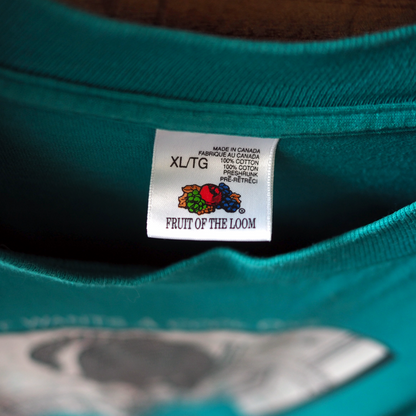 MADE IN CANADA
FABRIQUE AU CANADA
XL/TG
100% COTTON
100% COTON
PRESHRUNK
PRÉ-RÉTRÉCI
®
FRUIT OF THE LOOM
WANTS A